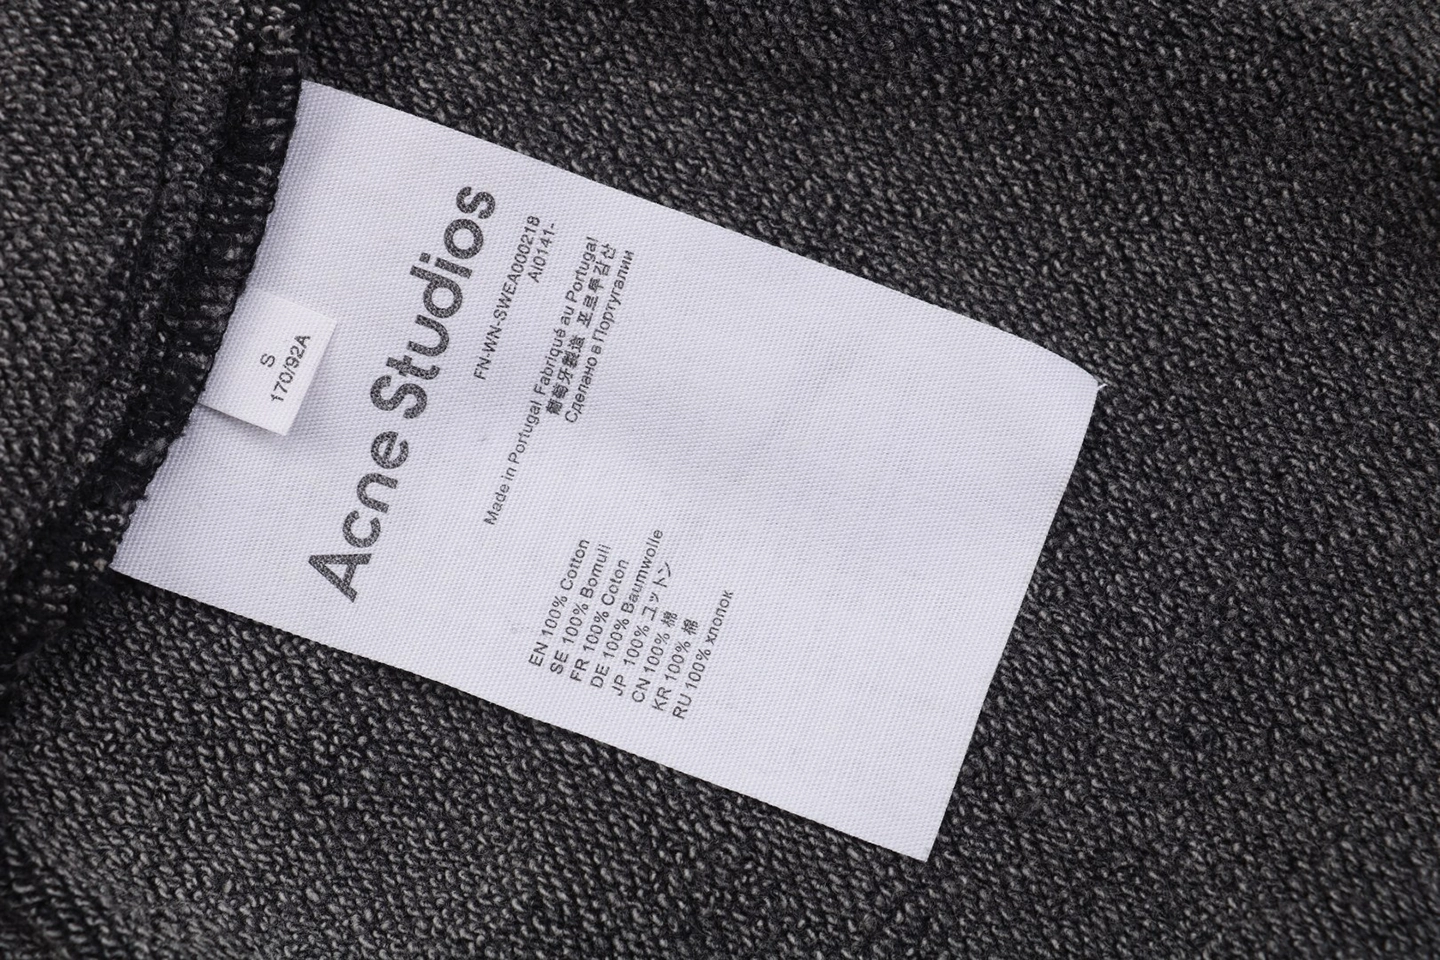 S
170/92A
Acne Studios
FN-WN-SWEA000218
AI0141-
Made in Portugal Fabriqué au Portugal
葡萄牙製造 포르투갈산
Сделано в Португалии
EN 100% Cotton
SE 100% Bomull
FR 100% Coton
DE 100% Baumwolle
JP 100% コットン
CN 100% 棉
KR 100% 棉
RU 100% хлопок